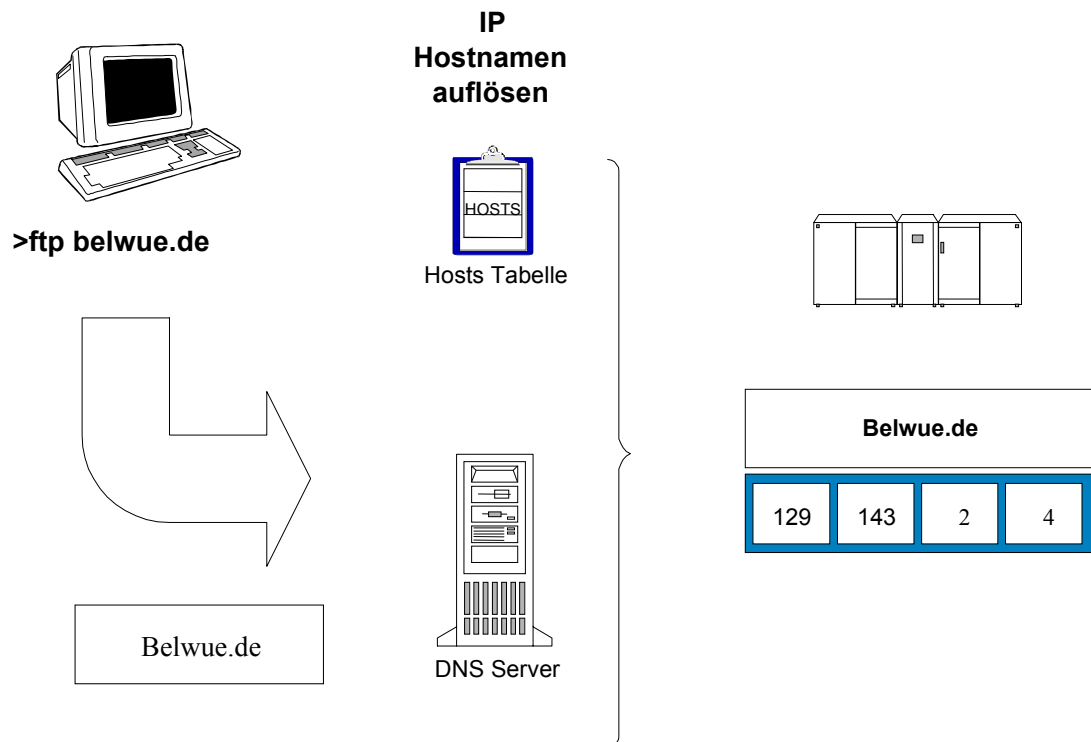 IP
Hostnamen
auflösen
>ftp belwue.de
HOSTS
Hosts Tabelle
Belwue.de
129 143 2 4
Belwue.de
DNS Server